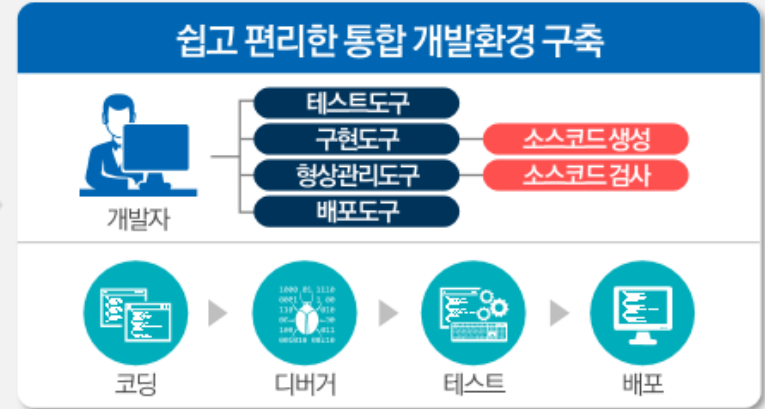 쉽고 편리한 통합 개발환경 구축
테스트도구
구현도구 소스코드 생성
형상관리도구 소스코드 검사
배포도구
개발자
코딩 디버거 테스트 배포